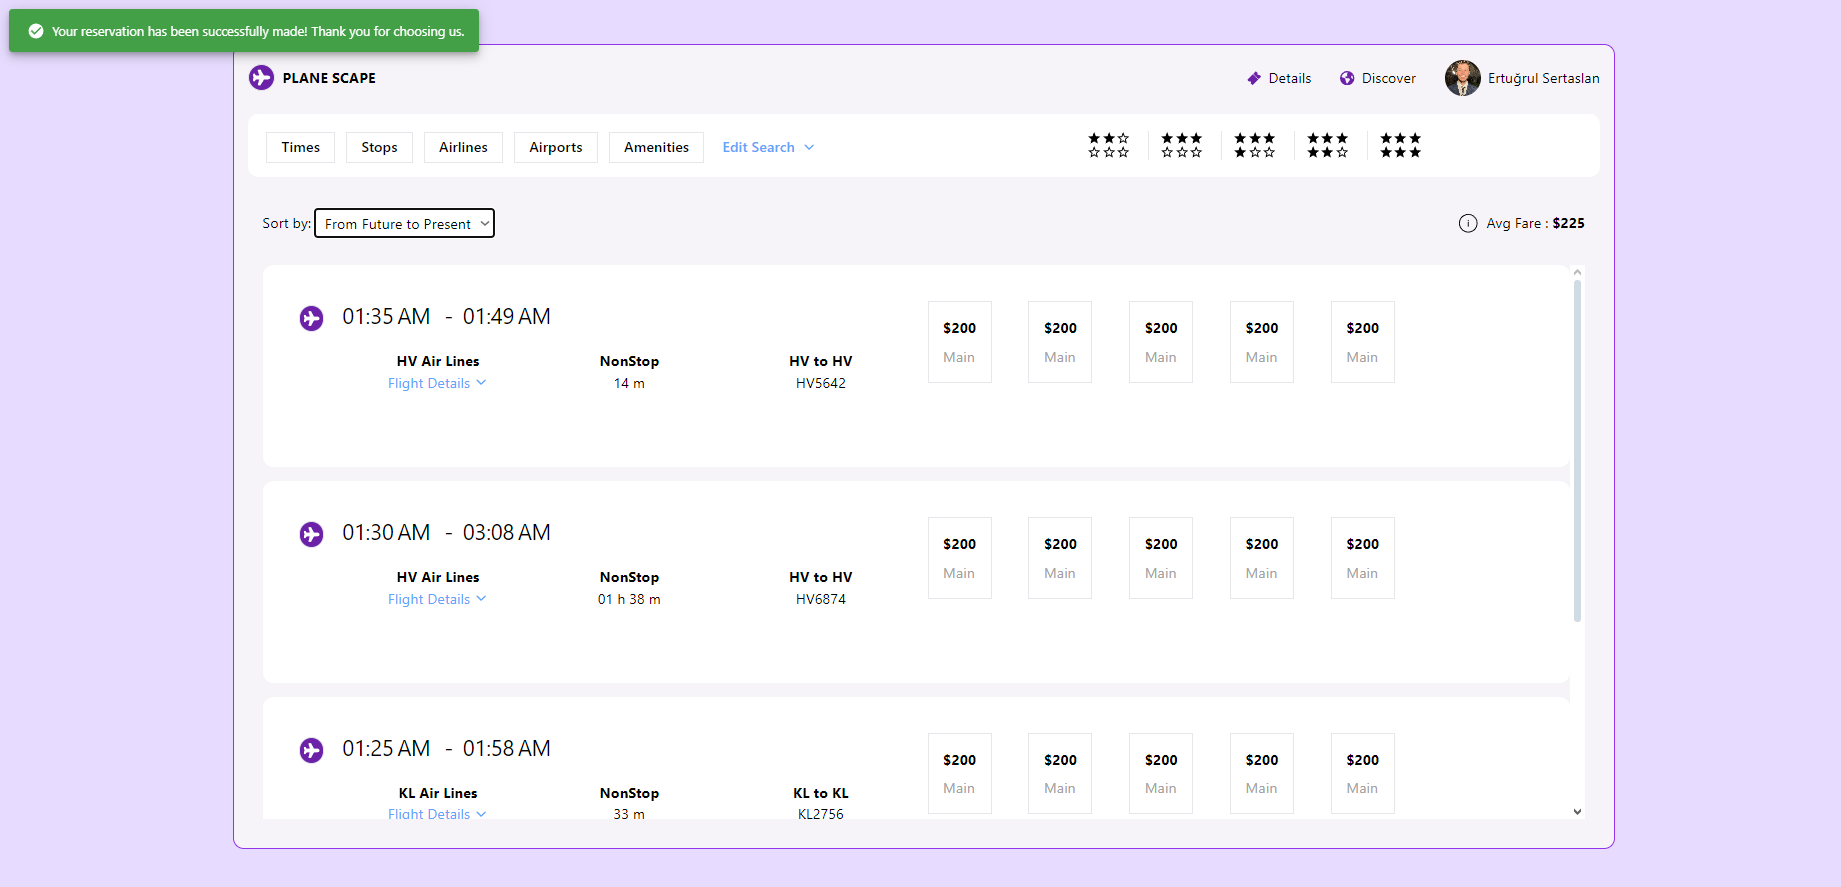 Your reservation has been successfully made! Thank you for choosing us.
PLANE SCAPE
Details
Discover
Ertuğrul Sertaslan
Times
Stops
Airlines
Airports
Amenities
Edit Search
Sort by:
From Future to Present
Avg Fare : $225
01:35 AM - 01:49 AM
HV Air Lines
Flight Details
NonStop
14 m
HV to HV
HV5642
$200
Main
$200
Main
$200
Main
$200
Main
$200
Main
01:30 AM - 03:08 AM
HV Air Lines
Flight Details
NonStop
01 h 38 m
HV to HV
HV6874
$200
Main
$200
Main
$200
Main
$200
Main
$200
Main
01:25 AM - 01:58 AM
KL Air Lines
Flight Details
NonStop
33 m
KL to KL
KL2756
$200
Main
$200
Main
$200
Main
$200
Main
$200
Main